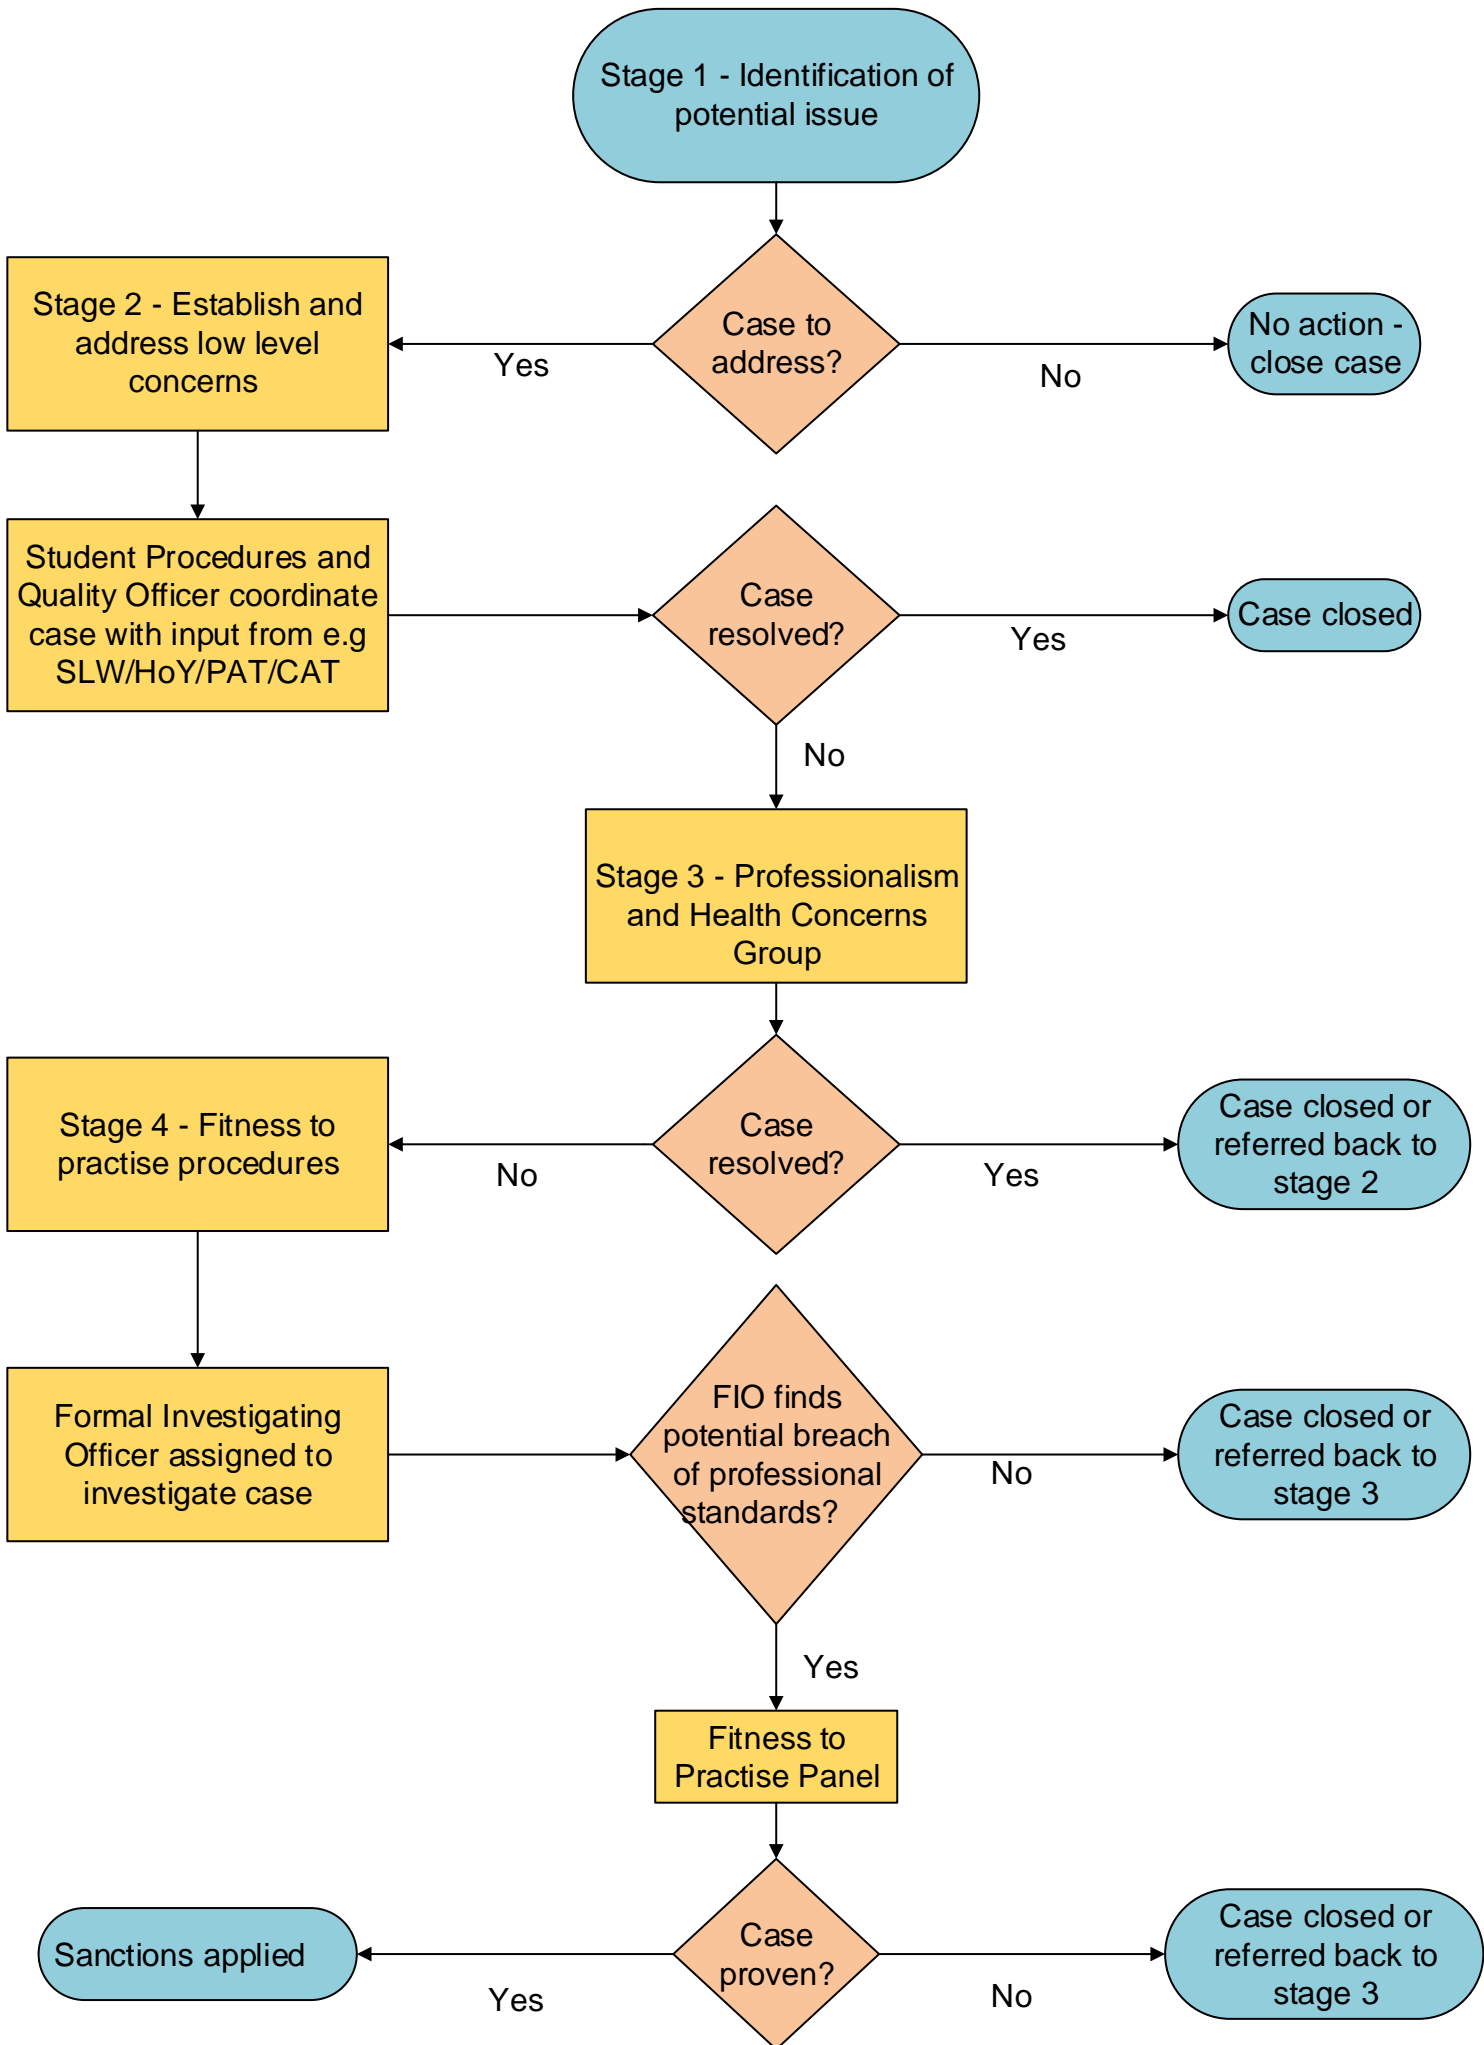 Stage 1 - Identification of
potential issue
Stage 2 - Establish and
address low level
concerns
Yes
Case to
address?
No
No action -
close case
Student Procedures and
Quality Officer coordinate
case with input from e.g
SLW/HoY/PAT/CAT
Case
resolved?
Yes
Case closed
No
Stage 3 - Professionalism
and Health Concerns
Group
Stage 4 - Fitness to
practise procedures
No
Case
resolved?
Yes
Case closed or
referred back to
stage 2
Formal Investigating
Officer assigned to
investigate case
FIO finds
potential breach
of professional
standards?
No
Case closed or
referred back to
stage 3
Yes
Fitness to
Practise Panel
Sanctions applied
Yes
Case
proven?
No
Case closed or
referred back to
stage 3